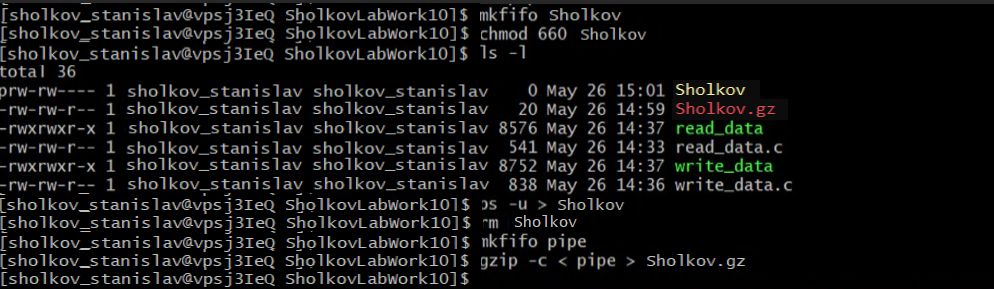 [sholkov_stanislav@vpsj3IeQ SholkovLabWork10]$ mkfifo Sholkov
[sholkov_stanislav@vpsj3IeQ SholkovLabWork10]$ chmod 660 Sholkov
[sholkov_stanislav@vpsj3IeQ SholkovLabWork10]$ ls -l
total 36
prw-rw---- 1 sholkov_stanislav sholkov_stanislav 0 May 26 15:01 Sholkov
-rw-rw-r-- 1 sholkov_stanislav sholkov_stanislav 20 May 26 14:59 Sholkov.gz
-rwxrwxr-x 1 sholkov_stanislav sholkov_stanislav 8576 May 26 14:37 read_data
-rw-rw-r-- 1 sholkov_stanislav sholkov_stanislav 541 May 26 14:33 read_data.c
-rwxrwxr-x 1 sholkov_stanislav sholkov_stanislav 8752 May 26 14:37 write_data
-rw-rw-r-- 1 sholkov_stanislav sholkov_stanislav 838 May 26 14:36 write_data.c
[sholkov_stanislav@vpsj3IeQ SholkovLabWork10]$ ps -u > Sholkov
[sholkov_stanislav@vpsj3IeQ SholkovLabWork10]$ rm Sholkov
[sholkov_stanislav@vpsj3IeQ SholkovLabWork10]$ mkfifo pipe
[sholkov_stanislav@vpsj3IeQ SholkovLabWork10]$ gzip -c < pipe > Sholkov.gz
[sholkov_stanislav@vpsj3IeQ SholkovLabWork10]$